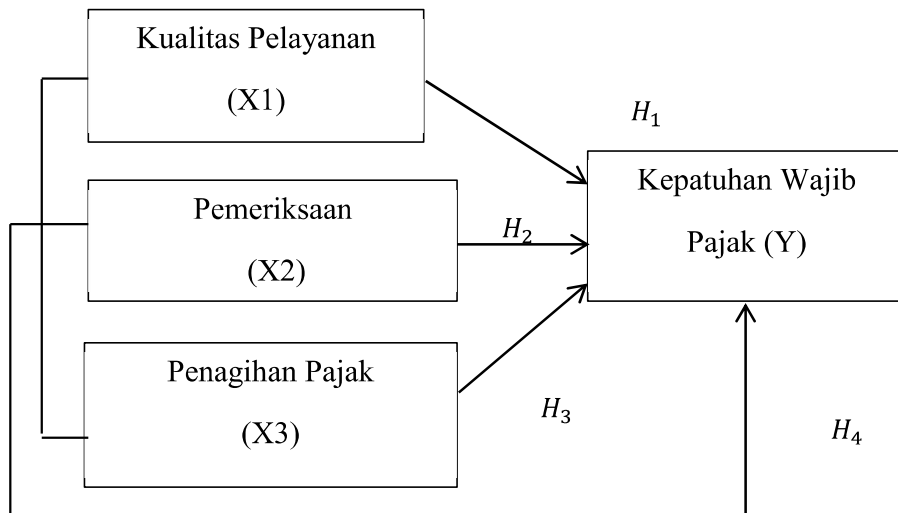 Kualitas Pelayanan
(X1)
H₁
Kepatuhan Wajib
Pajak (Y)
Pemeriksaan
(X2)
H₂
Penagihan Pajak
(X3)
H₃
H₄